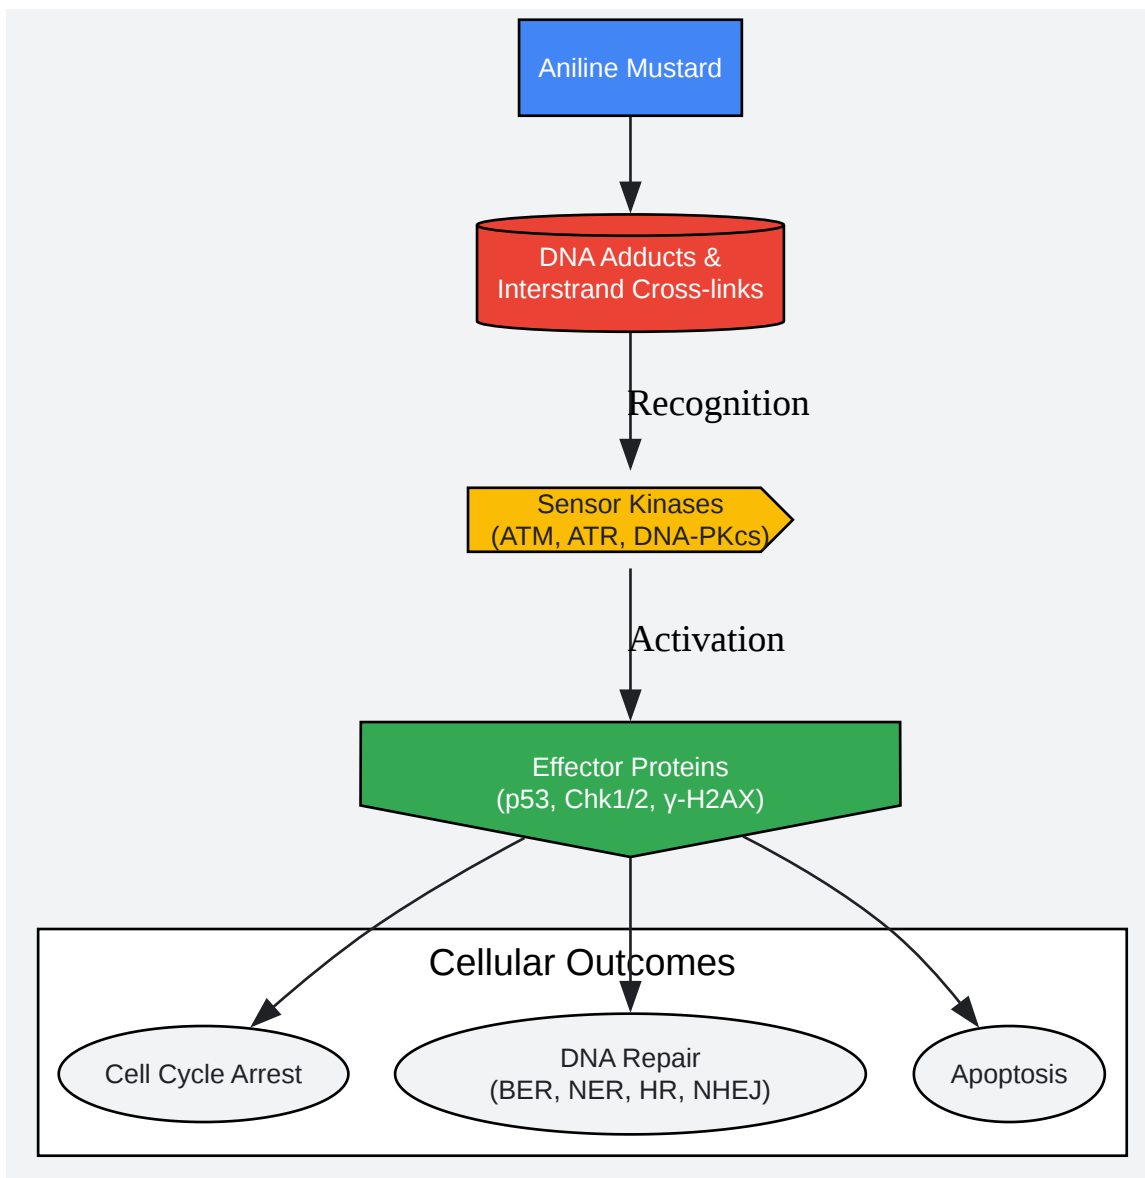 Aniline Mustard
DNA Adducts &
Interstrand Cross-links
Recognition
Sensor Kinases
(ATM, ATR, DNA-PKcs)
Activation
Effector Proteins
(p53, Chk1/2, γ-H2AX)
Cellular Outcomes
Cell Cycle Arrest
DNA Repair
(BER, NER, HR, NHEJ)
Apoptosis